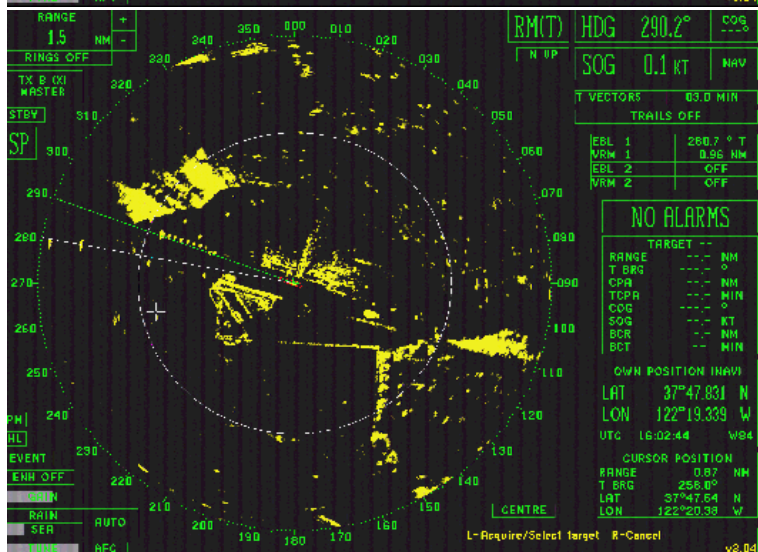 RANGE +
1.5 NM -
RINGS OFF
TX B (X)
MASTER
STBY
SP
HL
EVENT
ENH OFF
RAIN
SEA
AUTO
AFC
000
010
020
030
040
050
060
070
080
090
100
110
130
140
150
160
170
180
190
200
210
220
230
240
250
260
270
280
290
300
310
320
330
340
350
RM(T)
N UP
HDG 290.2°
COG
---°
SOG 0.1 KT
NAV
T VECTORS 03.0 MIN
TRAILS OFF
EBL 1 280.7 ° T
VRM 1 0.96 NM
EBL 2 OFF
VRM 2 OFF
NO ALARMS
TARGET --
RANGE --.- NM
T BRG ---.- °
CPA --.- NM
TCPA --.- MIN
COG ---.- °
SOG --.- KT
BCR --.- NM
BCT --.- MIN
OWN POSITION (NAV)
LAT 37°47.831 N
LON 122°19.339 W
UTC 16:02:44 W84
CURSOR POSITION
RANGE 0.87 NM
T BRG 258.0°
LAT 37°47.64 N
LON 122°20.38 W
CENTRE
L-Acquire/Select target R-Cancel
v2.04